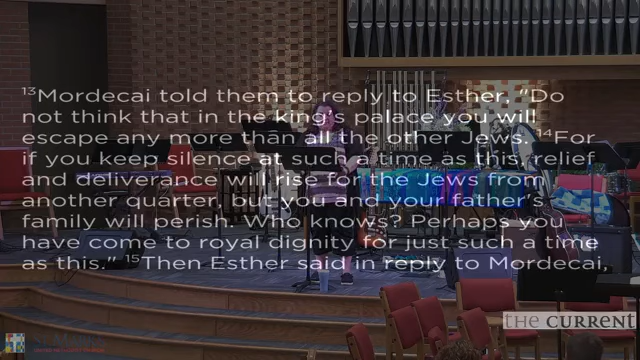 ¹³Mordecai told them to reply to Esther, "Do
not think that in the king's palace you will
escape any more than all the other Jews. ¹⁴For
if you keep silence at such a time as this, relief
and deliverance will rise for the Jews from
another quarter, but you and your father's
family will perish. Who knows? Perhaps you
have come to royal dignity for just such a time
as this." ¹⁵Then Esther said in reply to Mordecai,
the CURRENT
St. Mark's